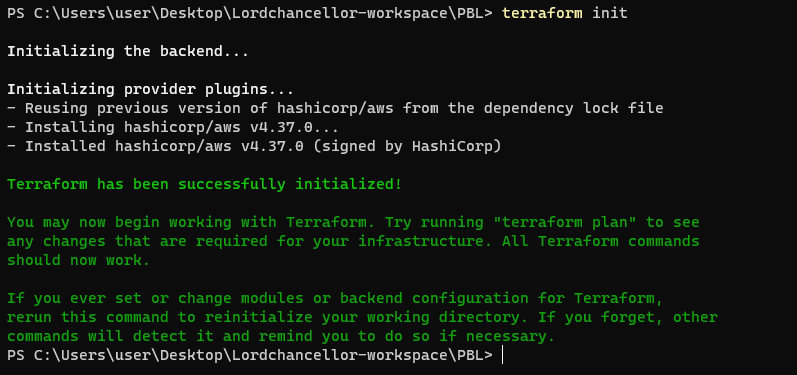 PS C:\Users\user\Desktop\Lordchancellor-workspace\PBL> terraform init
Initializing the backend...
Initializing provider plugins...
- Reusing previous version of hashicorp/aws from the dependency lock file
- Installing hashicorp/aws v4.37.0...
- Installed hashicorp/aws v4.37.0 (signed by HashiCorp)
Terraform has been successfully initialized!
You may now begin working with Terraform. Try running "terraform plan" to see
any changes that are required for your infrastructure. All Terraform commands
should now work.
If you ever set or change modules or backend configuration for Terraform,
rerun this command to reinitialize your working directory. If you forget, other
commands will detect it and remind you to do so if necessary.
PS C:\Users\user\Desktop\Lordchancellor-workspace\PBL>